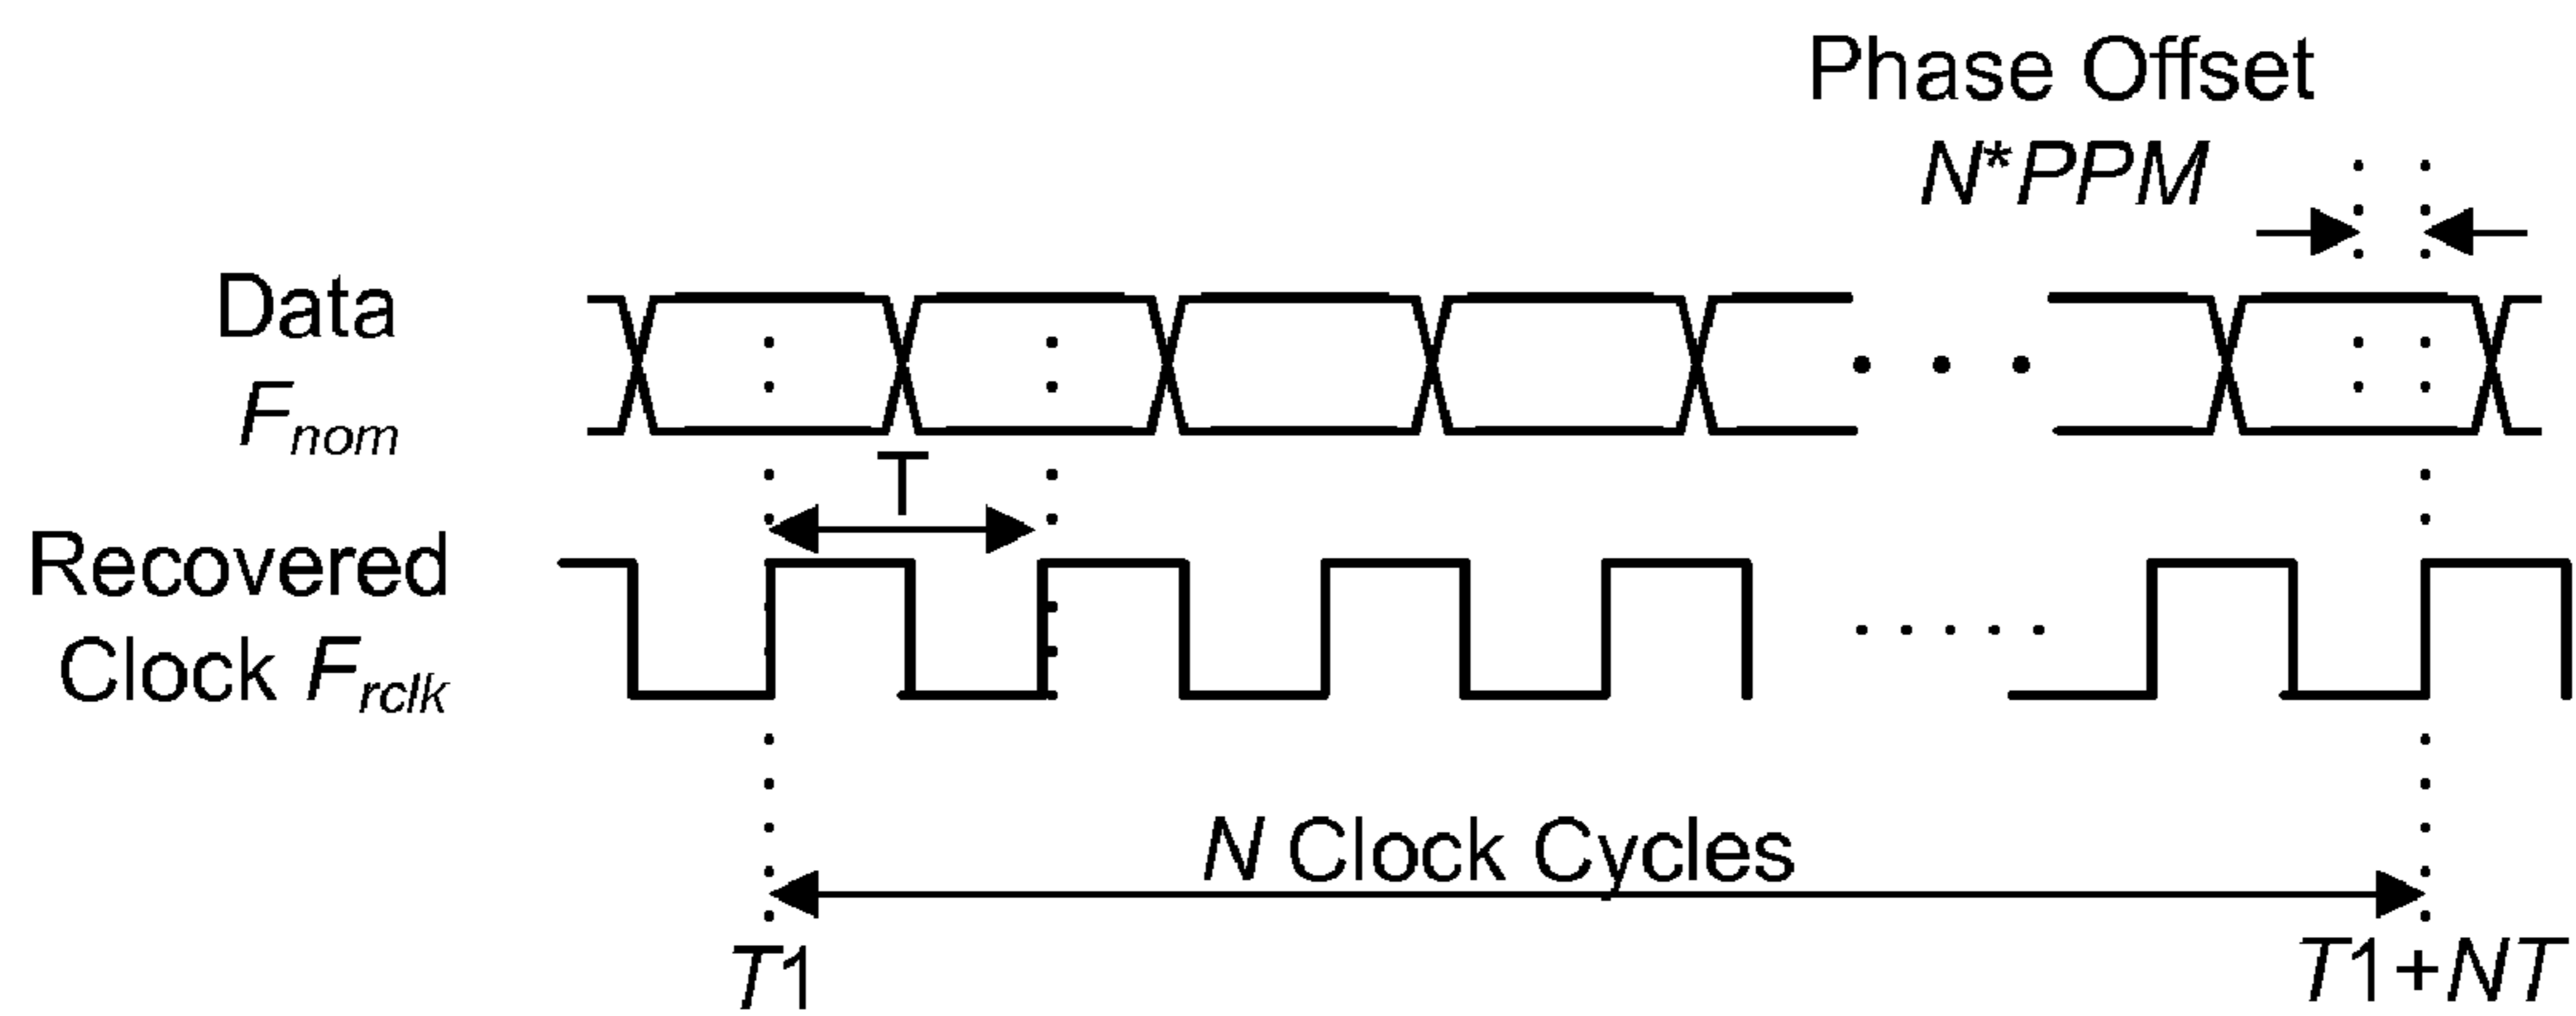 Phase Offset
N*PPM
Data
Fnom
T
Recovered
Clock Frclk
N Clock Cycles
T1
T1+NT